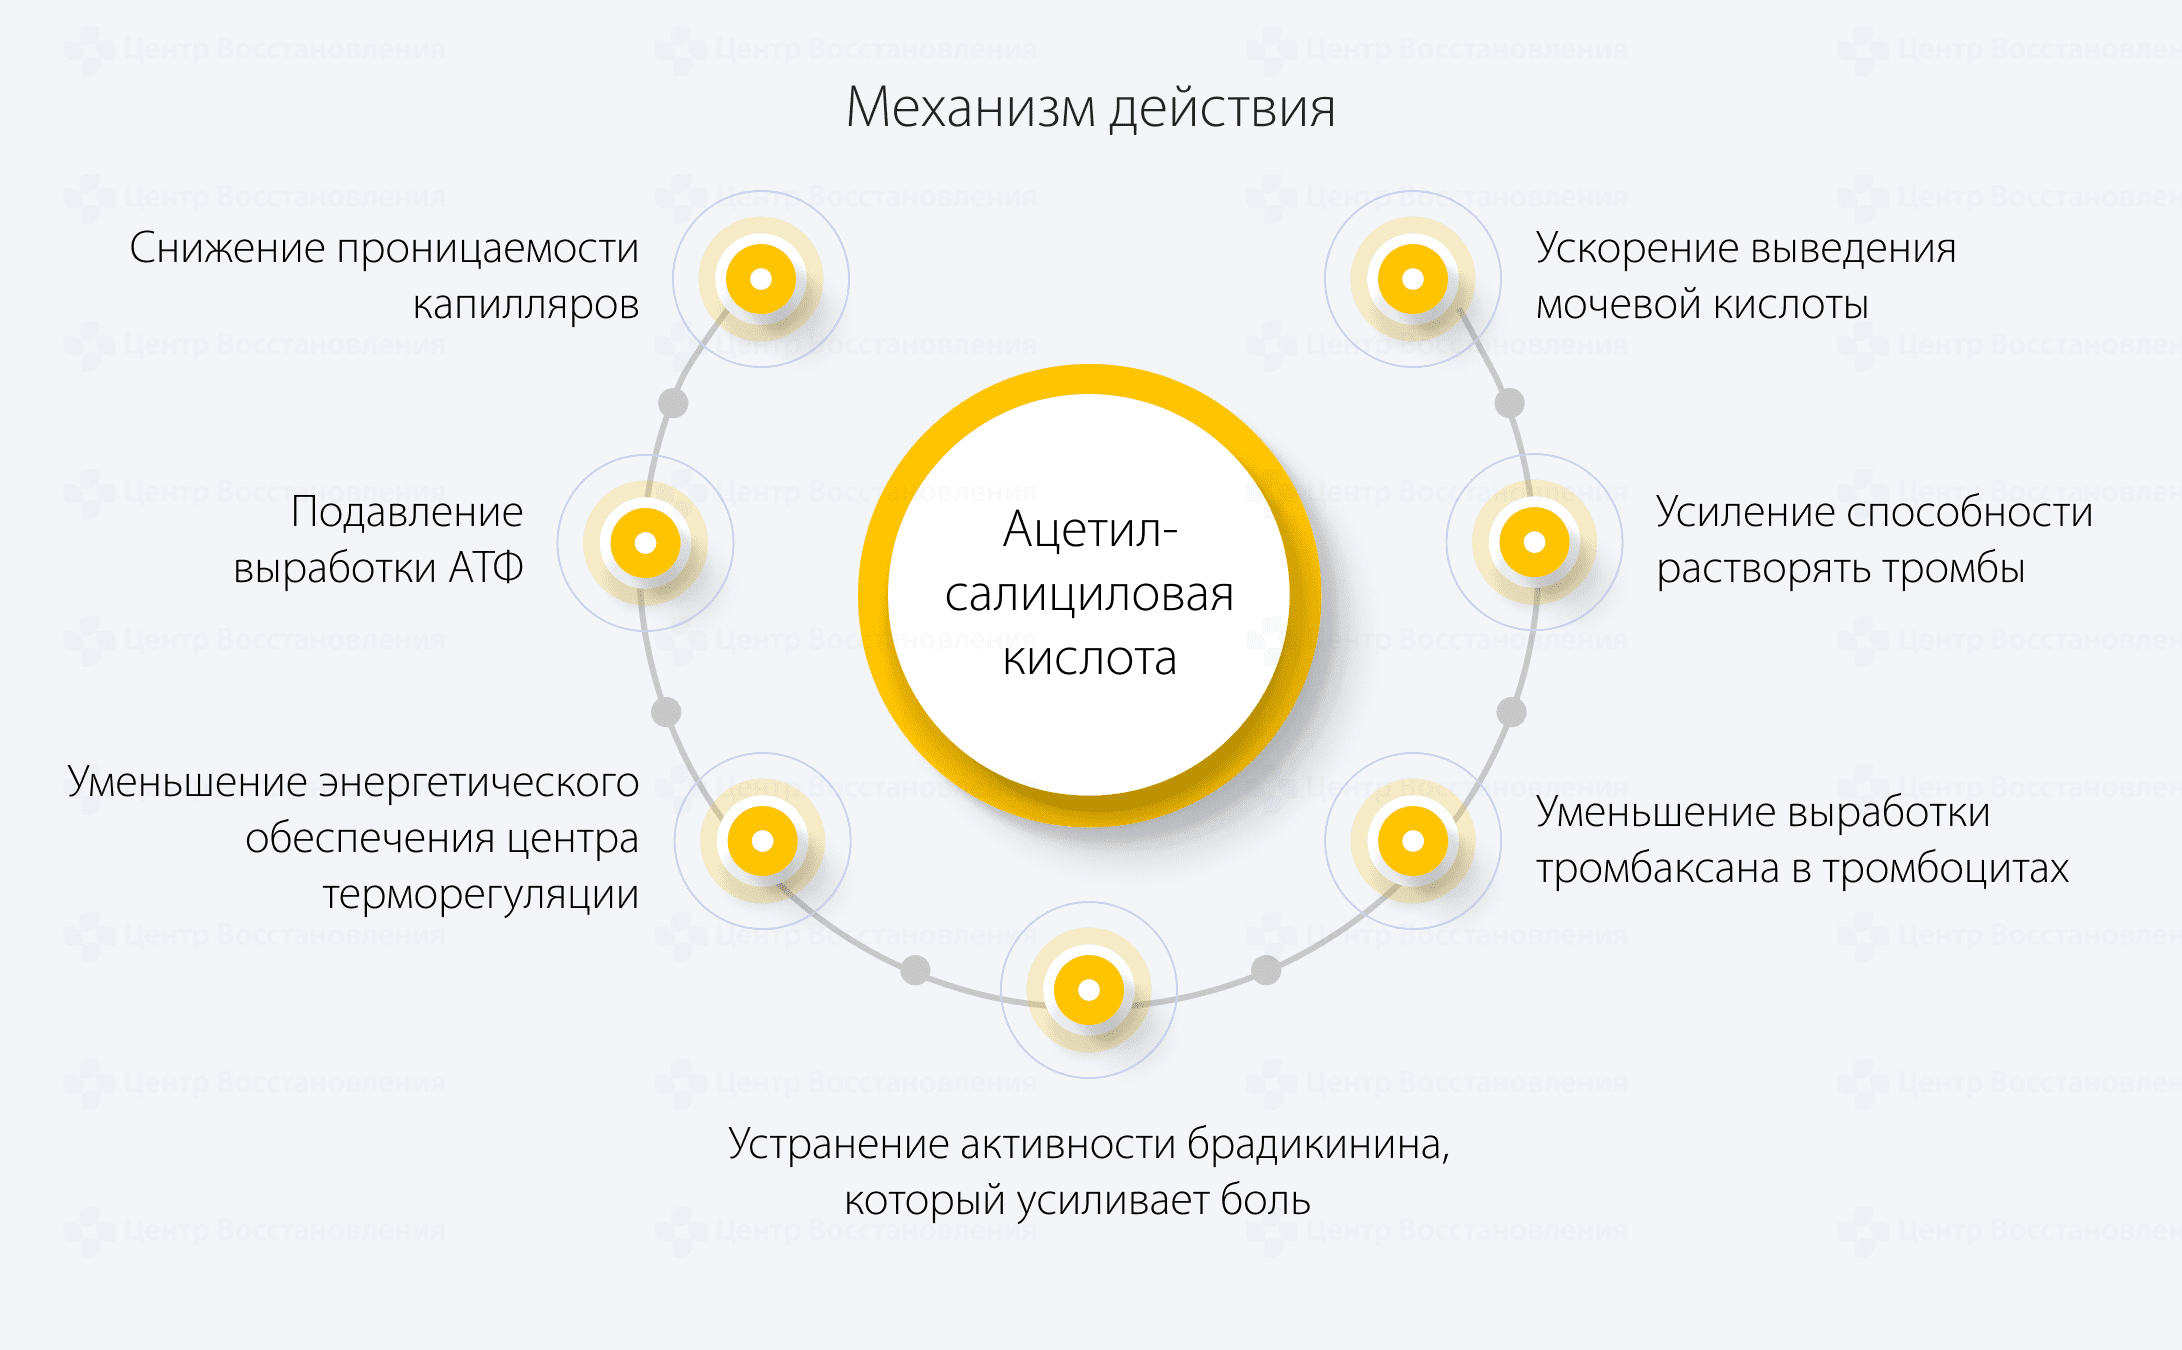 Механизм действия
Снижение проницаемости
капилляров
Подавление
выработки АТФ
Уменьшение энергетического
обеспечения центра
терморегуляции
Ацетил-
салициловая
кислота
Ускорение выведения
мочевой кислоты
Усиление способности
растворять тромбы
Уменьшение выработки
тромбаксана в тромбоцитах
Устранение активности брадикинина,
который усиливает боль
Центр Восстановления